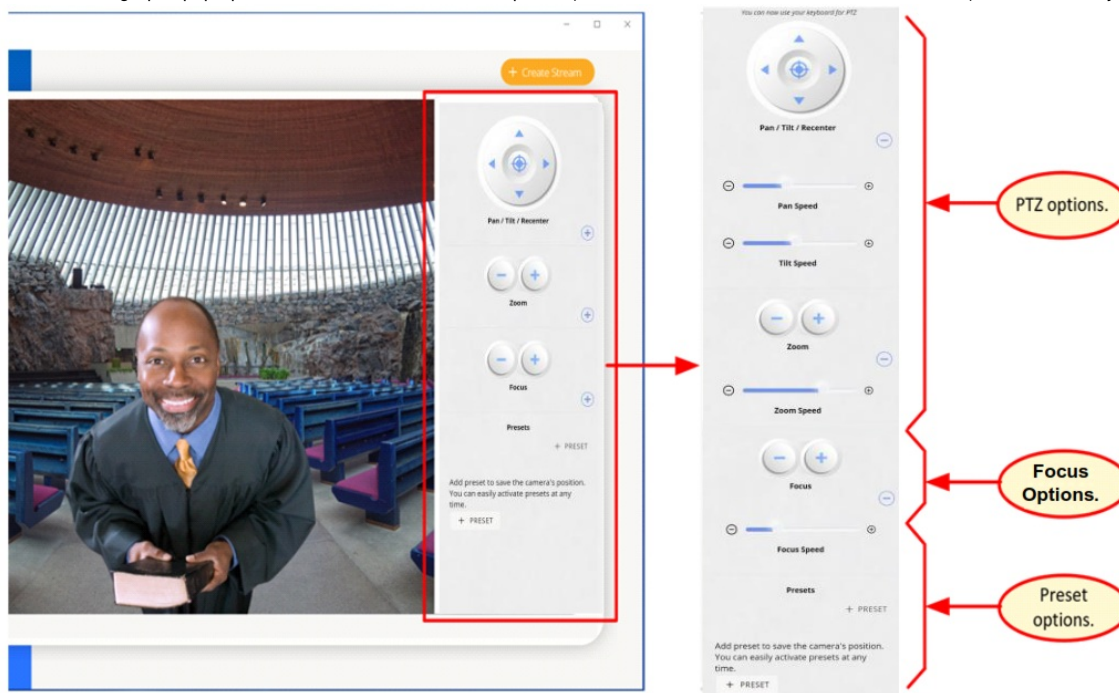 You can now use your keyboard for PTZ
+ Create Stream
Pan / Tilt / Recenter
Zoom
Focus
Presets
+ PRESET
Add preset to save the camera's position.
You can easily activate presets at any
time.
+ PRESET
Pan / Tilt / Recenter
Pan Speed
Tilt Speed
Zoom
Zoom Speed
Focus
Focus Speed
Presets
+ PRESET
Add preset to save the camera's position.
You can easily activate presets at any
time.
+ PRESET
PTZ options.
Focus
Options.
Preset
options.